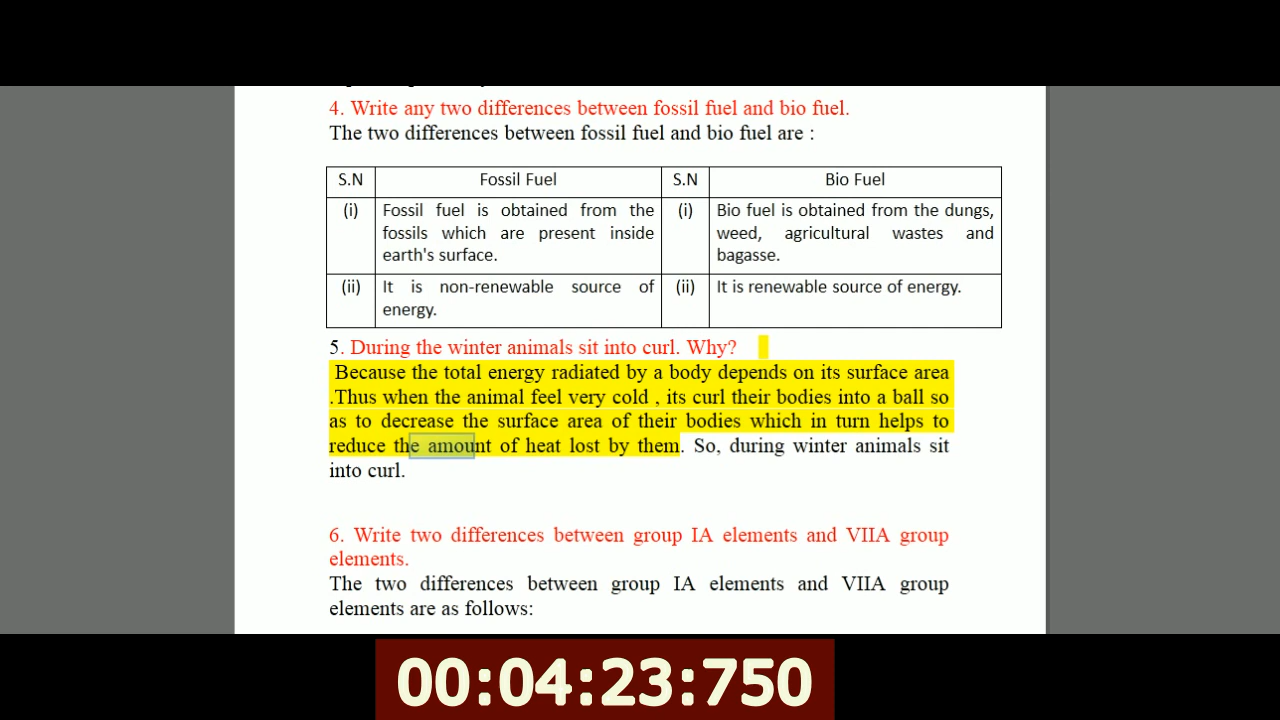 4. Write any two differences between fossil fuel and bio fuel.
The two differences between fossil fuel and bio fuel are :
S.N Fossil Fuel S.N Bio Fuel
(i) Fossil fuel is obtained from the fossils which are present inside earth's surface. (i) Bio fuel is obtained from the dungs, weed, agricultural wastes and bagasse.
(ii) It is non-renewable source of energy. (ii) It is renewable source of energy.
5. During the winter animals sit into curl. Why?
Because the total energy radiated by a body depends on its surface area
.Thus when the animal feel very cold , its curl their bodies into a ball so
as to decrease the surface area of their bodies which in turn helps to
reduce the amount of heat lost by them. So, during winter animals sit
into curl.
6. Write two differences between group IA elements and VIIA group
elements.
The two differences between group IA elements and VIIA group
elements are as follows:
00:04:23:750